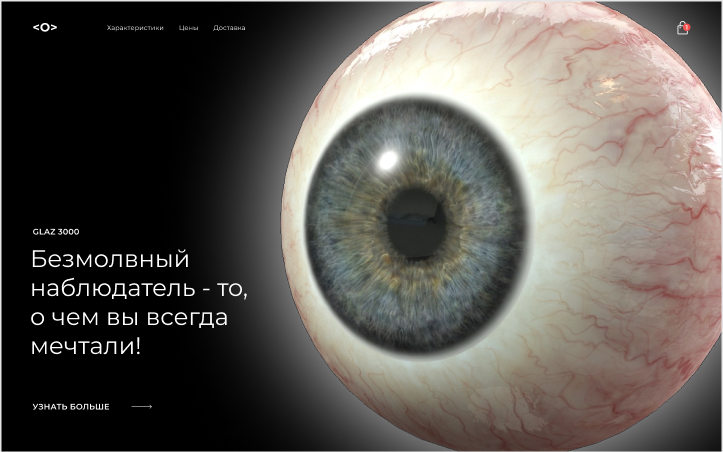 <O>
Характеристики Цены Доставка
GLAZ 3000
Безмолвный
наблюдатель - то,
о чем вы всегда
мечтали!
УЗНАТЬ БОЛЬШЕ